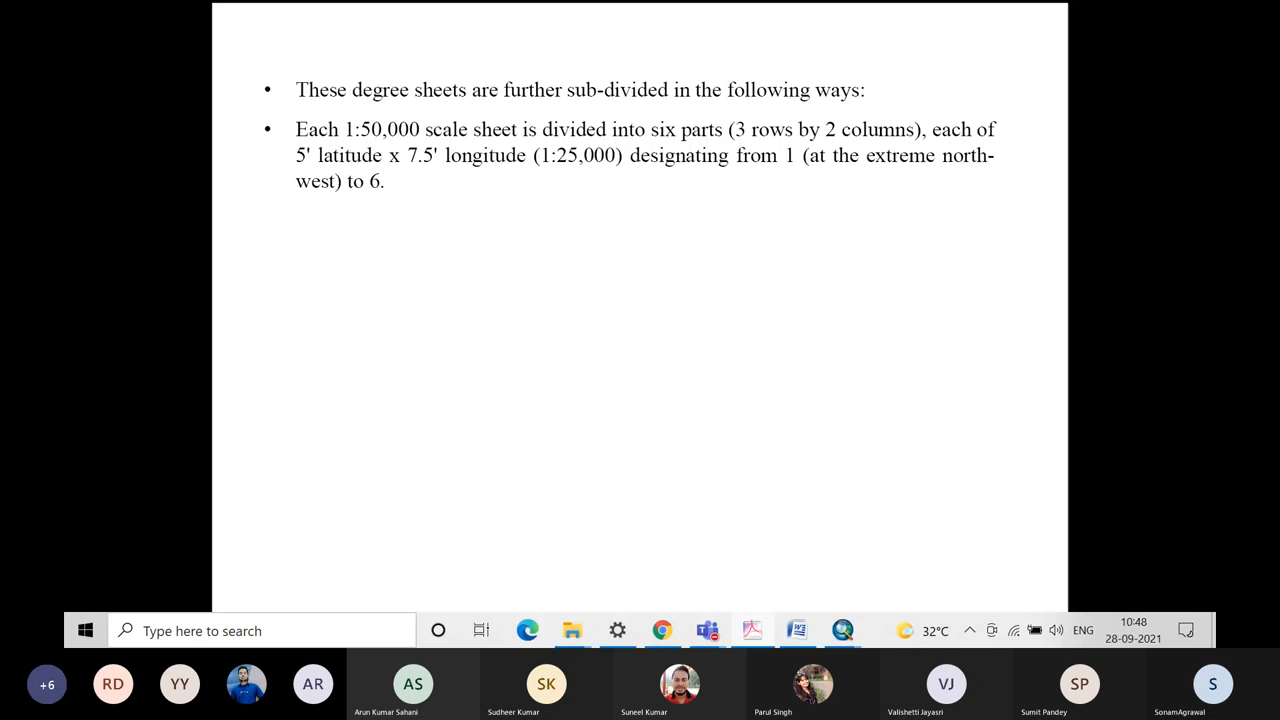 • These degree sheets are further sub-divided in the following ways:
• Each 1:50,000 scale sheet is divided into six parts (3 rows by 2 columns), each of
5' latitude x 7.5' longitude (1:25,000) designating from 1 (at the extreme north-
west) to 6.
Type here to search
32°C
ENG
10:48
28-09-2021
+6
RD
YY
AR
AS
SK
VJ
SP
S
Arun Kumar Sahani
Sudheer Kumar
Suneel Kumar
Parul Singh
Valishetti Jayasri
Sumit Pandey
SonamAgrawal